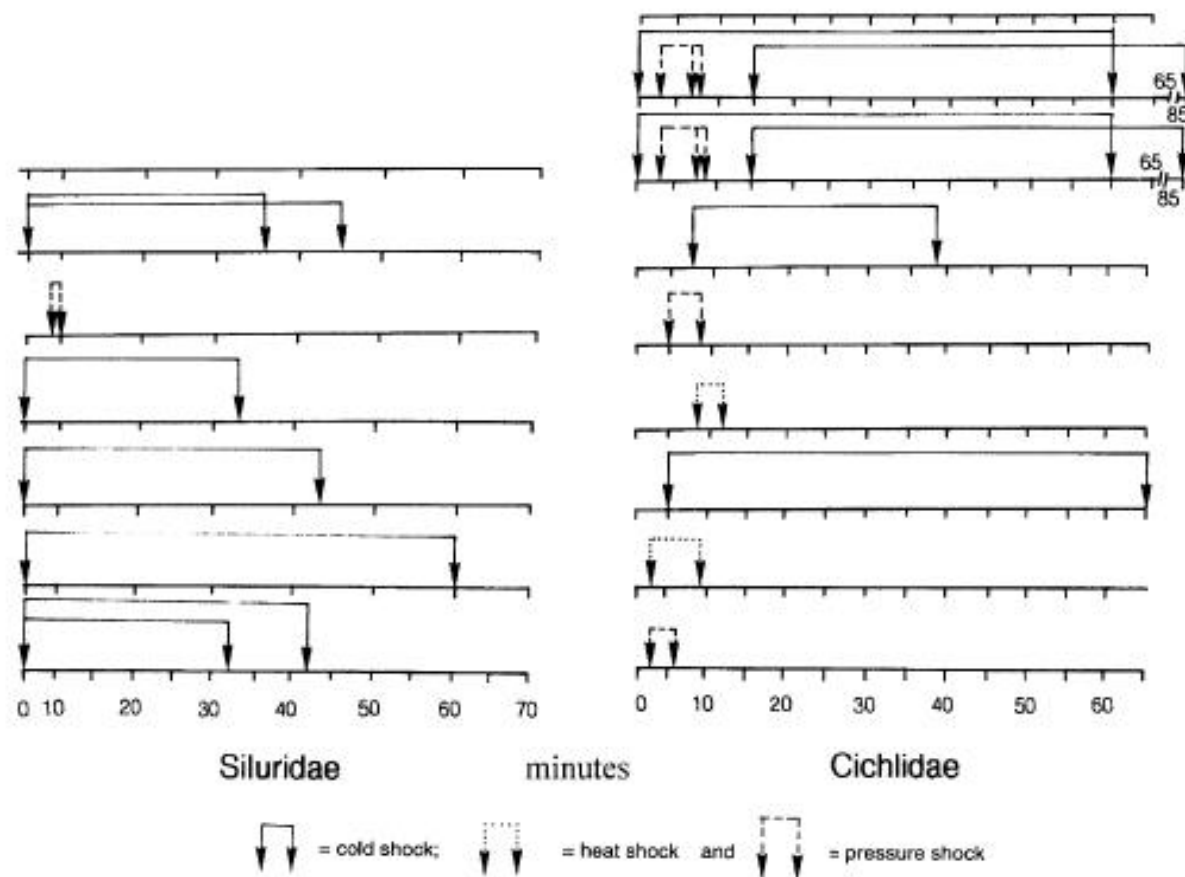 65
85
65
85
0 10 20 30 40 50 60 70
0 10 20 30 40 50 60
Siluridae minutes Cichlidae
= cold shock; = heat shock and = pressure shock